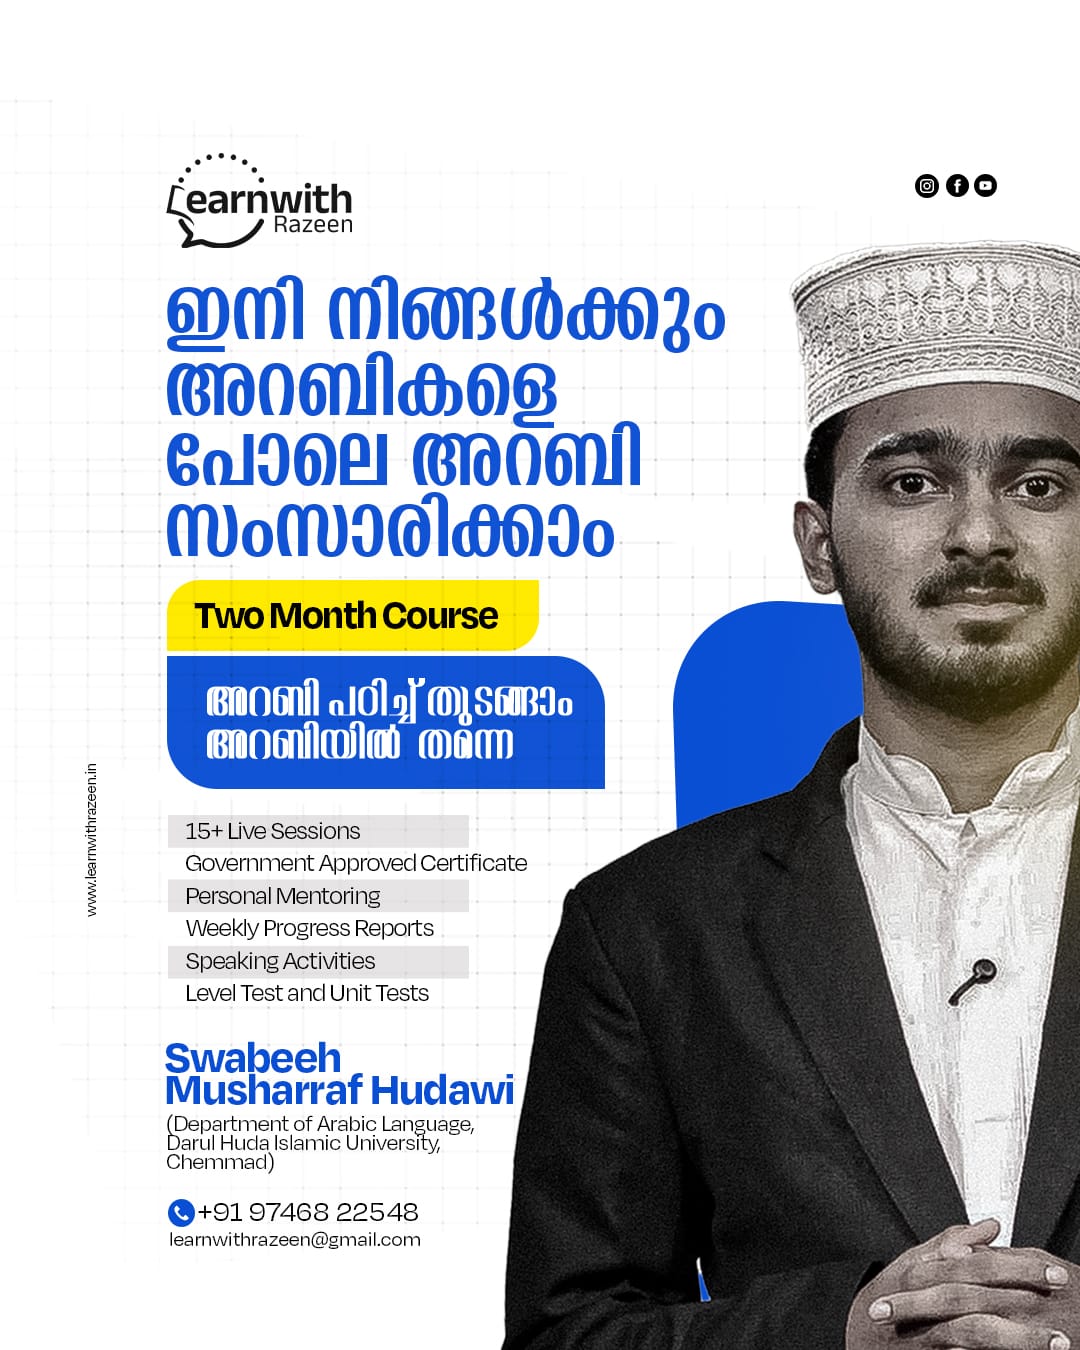 Learnwith
Razeen
ഇനി നിങ്ങൾക്കും
അറബികളെ
പോലെ അറബി
സംസാരിക്കാം
Two Month Course
അറബി പഠിച്ച് തുടങ്ങാം
അറബിയിൽ തന്നെ
www.learnwithrazeen.in
15+ Live Sessions
Government Approved Certificate
Personal Mentoring
Weekly Progress Reports
Speaking Activities
Level Test and Unit Tests
Swabeeh
Musharraf Hudawi
(Department of Arabic Language,
Darul Huda Islamic University,
Chemmad)
+91 97468 22548
learnwithrazeen@gmail.com